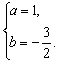 a = 1,
b = -3/2.